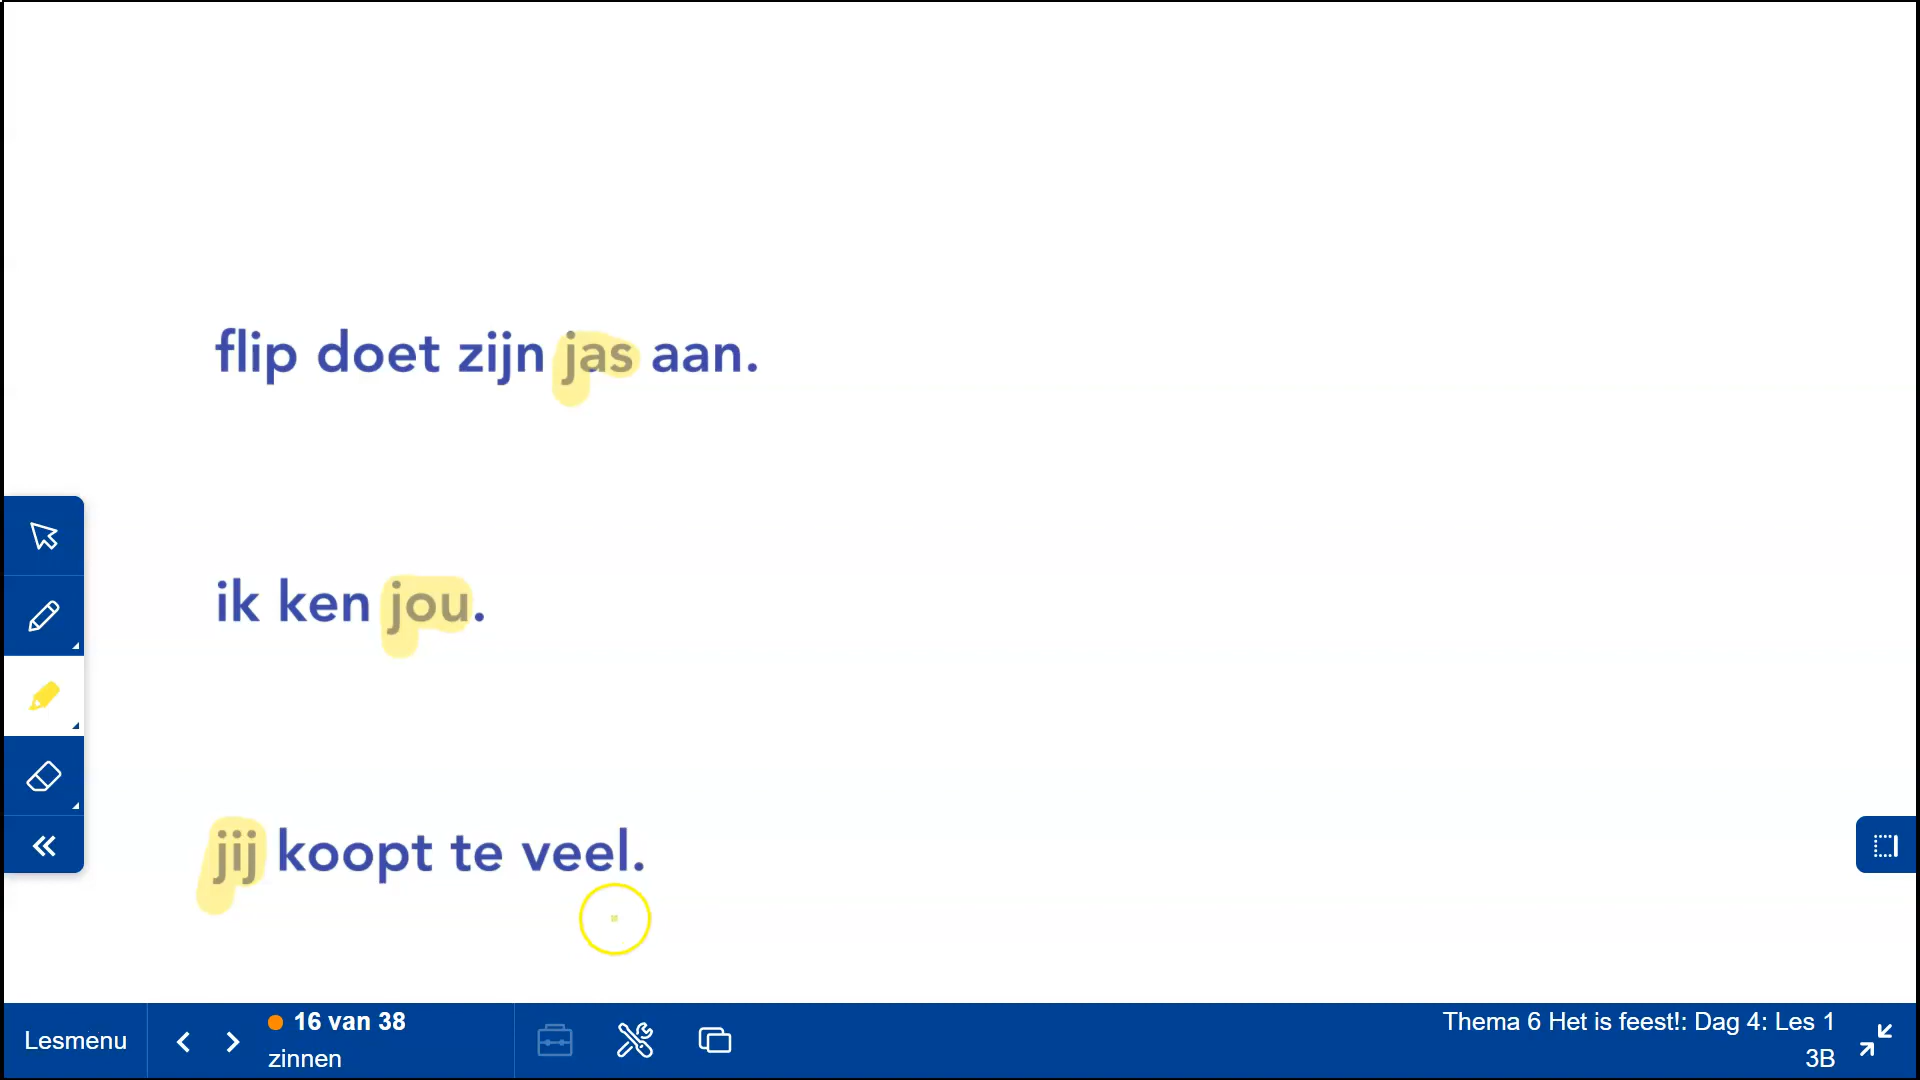 flip doet zijn jas aan.
ik ken jou.
jij koopt te veel.
Lesmenu
16 van 38
zinnen
Thema 6 Het is feest!: Dag 4: Les 1
3B